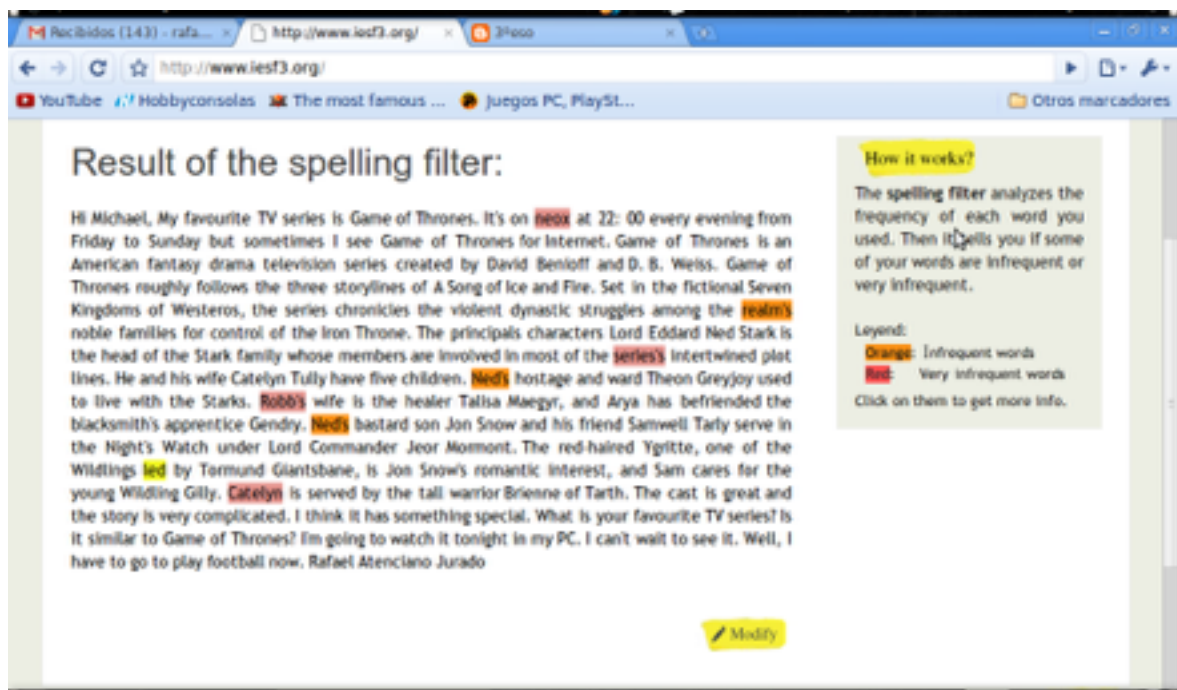 Recibidos (143) - rafa...
http://www.iesf3.org/
3ºeso
http://www.iesf3.org/
YouTube Hobbyconsolas The most famous ... Juegos PC, PlaySt... Otros marcadores
Result of the spelling filter:
Hi Michael, My favourite TV series is Game of Thrones. It's on neox at 22: 00 every evening from
Friday to Sunday but sometimes I see Game of Thrones for Internet. Game of Thrones is an
American fantasy drama television series created by David Benioff and D. B. Weiss. Game of
Thrones roughly follows the three storylines of A Song of Ice and Fire. Set in the fictional Seven
Kingdoms of Westeros, the series chronicles the violent dynastic struggles among the realm's
noble families for control of the Iron Throne. The principals characters Lord Eddard Ned Stark is
the head of the Stark family whose members are involved in most of the series's intertwined plot
lines. He and his wife Catelyn Tully have five children. Ned's hostage and ward Theon Greyjoy used
to live with the Starks. Robb's wife is the healer Talisa Maegyr, and Arya has befriended the
blacksmith's apprentice Gendry. Ned's bastard son Jon Snow and his friend Samwell Tarly serve in
the Night's Watch under Lord Commander Jeor Mormont. The red-haired Ygritte, one of the
Wildlings led by Tormund Giantsbane, is Jon Snow's romantic interest, and Sam cares for the
young Wildling Gilly. Catelyn is served by the tall warrior Brienne of Tarth. The cast is great and
the story is very complicated. I think it has something special. What is your favourite TV series? Is
it similar to Game of Thrones? I'm going to watch it tonight in my PC. I can't wait to see it. Well, I
have to go to play football now. Rafael Atenciano Jurado
Modify
How it works?
The spelling filter analyzes the
frequency of each word you
used. Then it tells you if some
of your words are infrequent or
very infrequent.
Leyend:
Orange: Infrequent words
Red: Very infrequent words
Click on them to get more info.